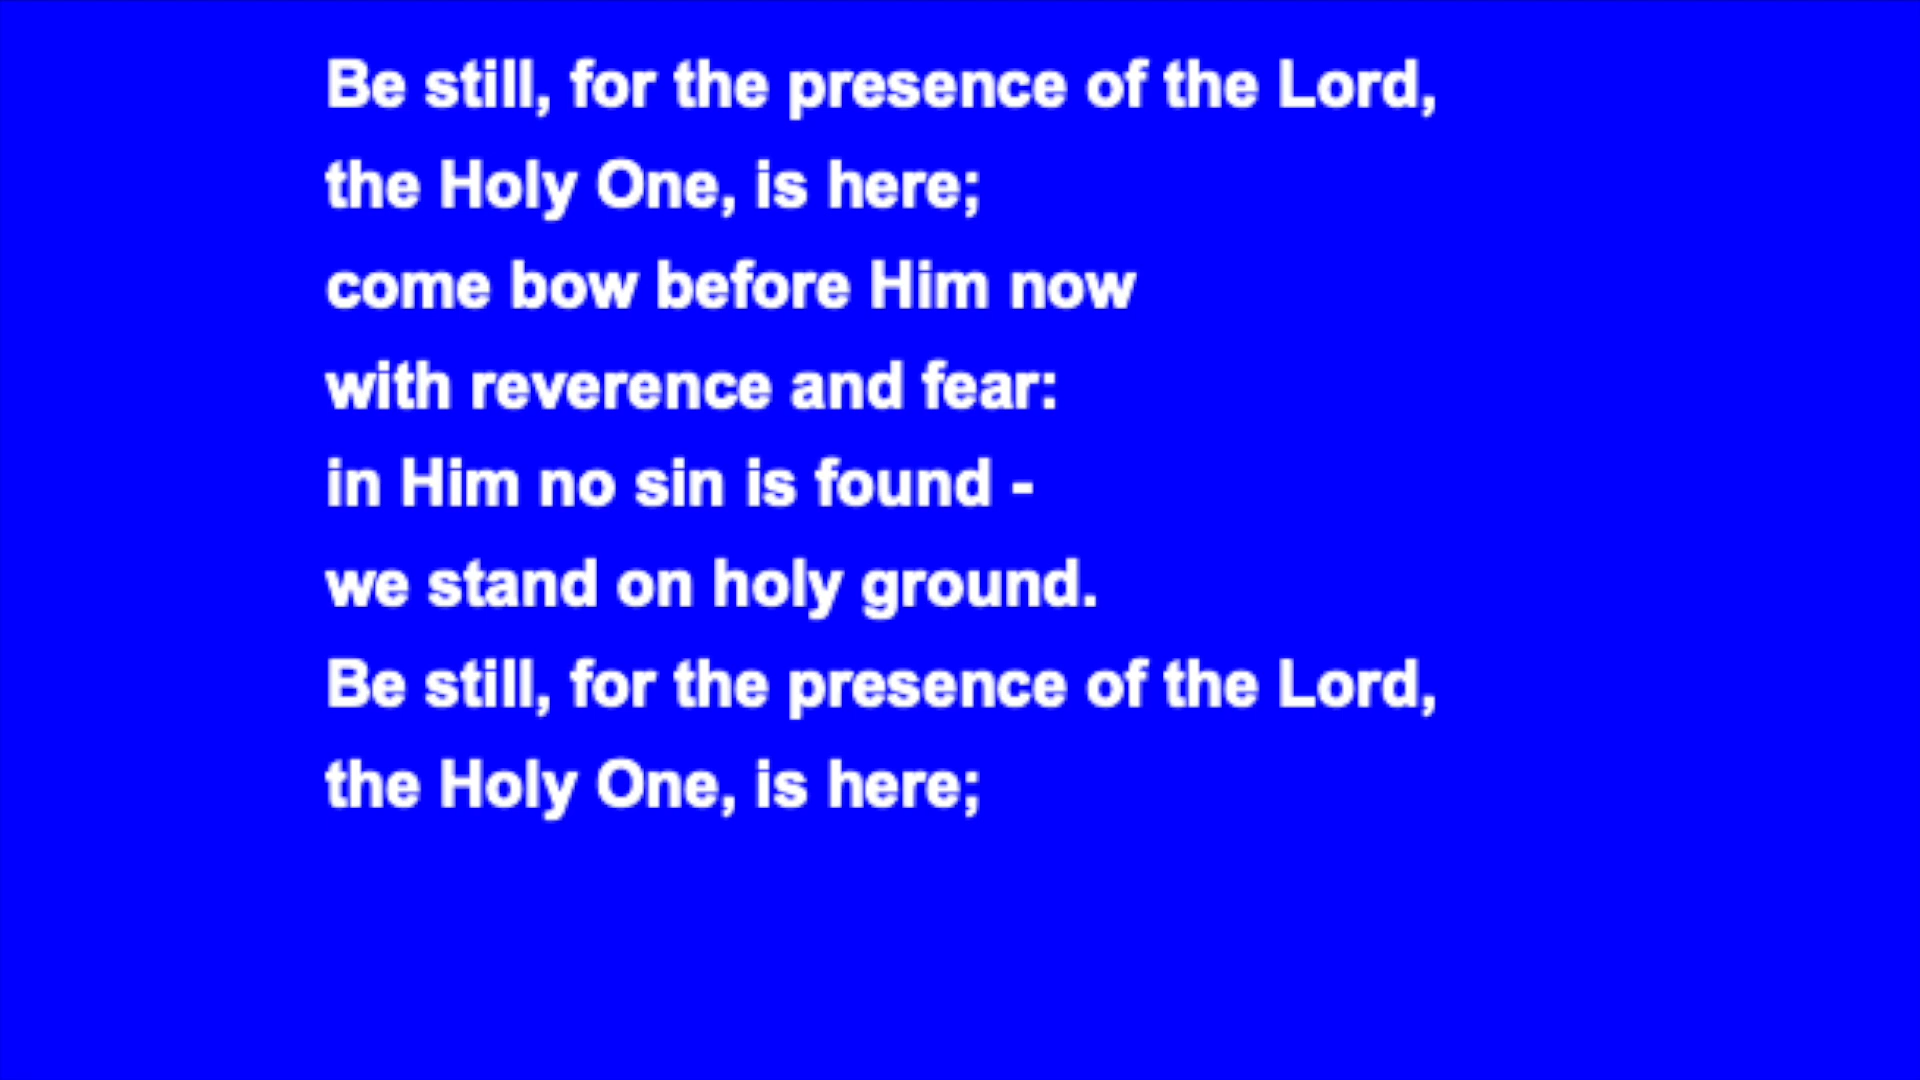 Be still, for the presence of the Lord,
the Holy One, is here;
come bow before Him now
with reverence and fear:
in Him no sin is found -
we stand on holy ground.
Be still, for the presence of the Lord,
the Holy One, is here;